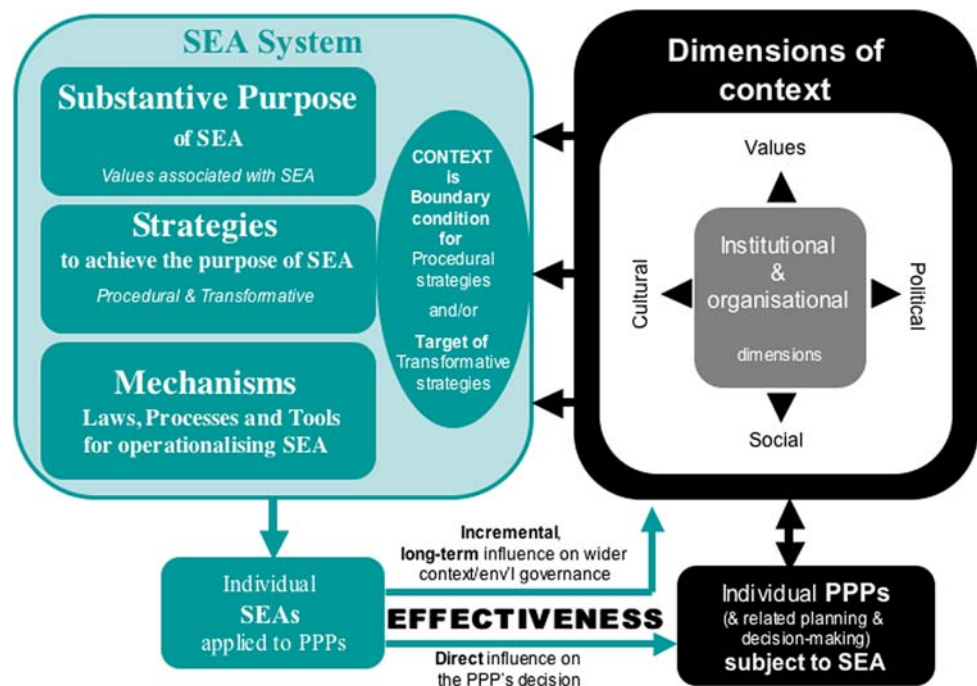 SEA System
Substantive Purpose
of SEA
Values associated with SEA
Strategies
to achieve the purpose of SEA
Procedural & Transformative
Mechanisms
Laws, Processes and Tools
for operationalising SEA
CONTEXT
is
Boundary
condition
for
Procedural
strategies
and/or
Target of
Transformative
strategies
Dimensions of
context
Values
Cultural
Institutional
&
organisational
dimensions
Political
Social
Individual
SEAs
applied to PPPs
Incremental,
long-term influence on wider
context/env'l governance
EFFECTIVENESS
Direct influence on
the PPP's decision
Individual PPPs
(& related planning &
decision-making)
subject to SEA